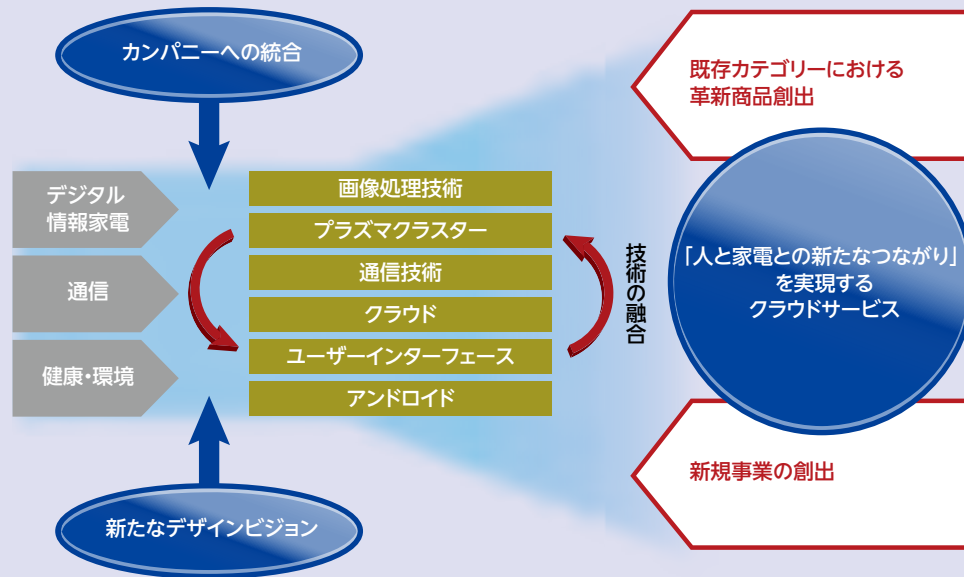 カンパニーへの統合
デジタル
情報家電
通信
健康・環境
新たなデザインビジョン
画像処理技術
プラズマクラスター
通信技術
クラウド
ユーザーインターフェース
アンドロイド
技術の融合
既存カテゴリーにおける
革新商品創出
「人と家電との新たなつながり」
を実現する
クラウドサービス
新規事業の創出